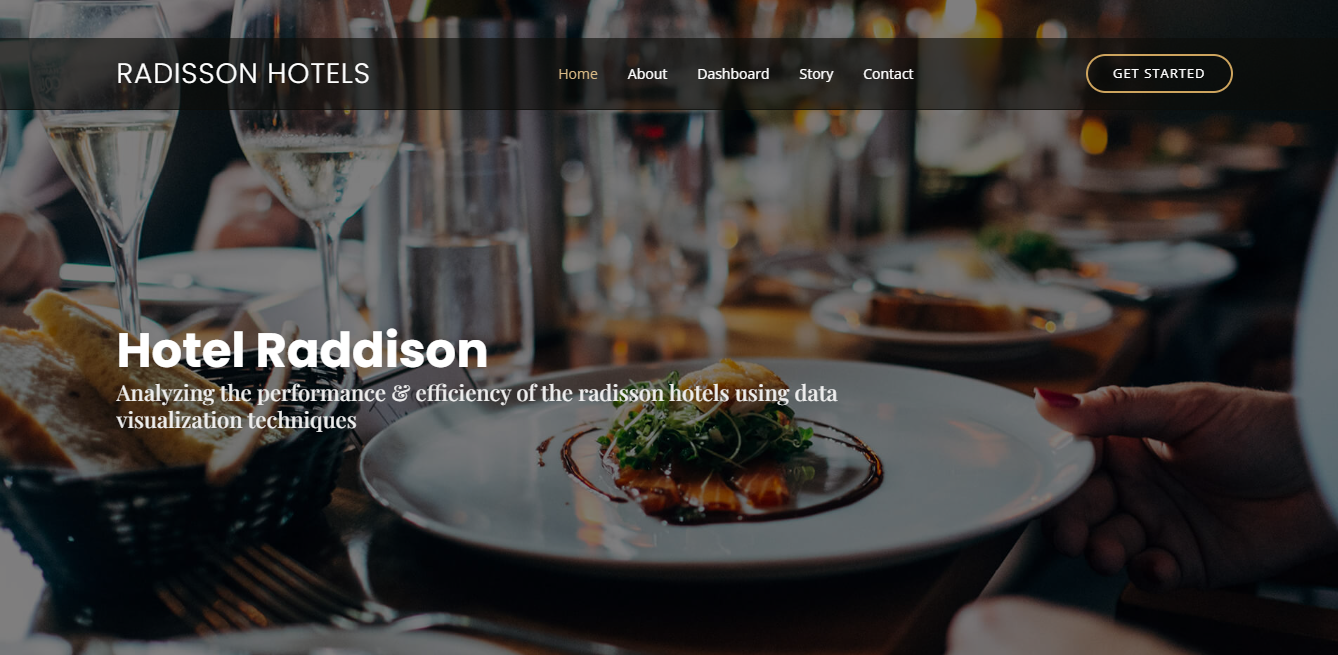 RADISSON HOTELS
Home About Dashboard Story Contact
GET STARTED
Hotel Raddison
Analyzing the performance & efficiency of the radisson hotels using data
visualization techniques